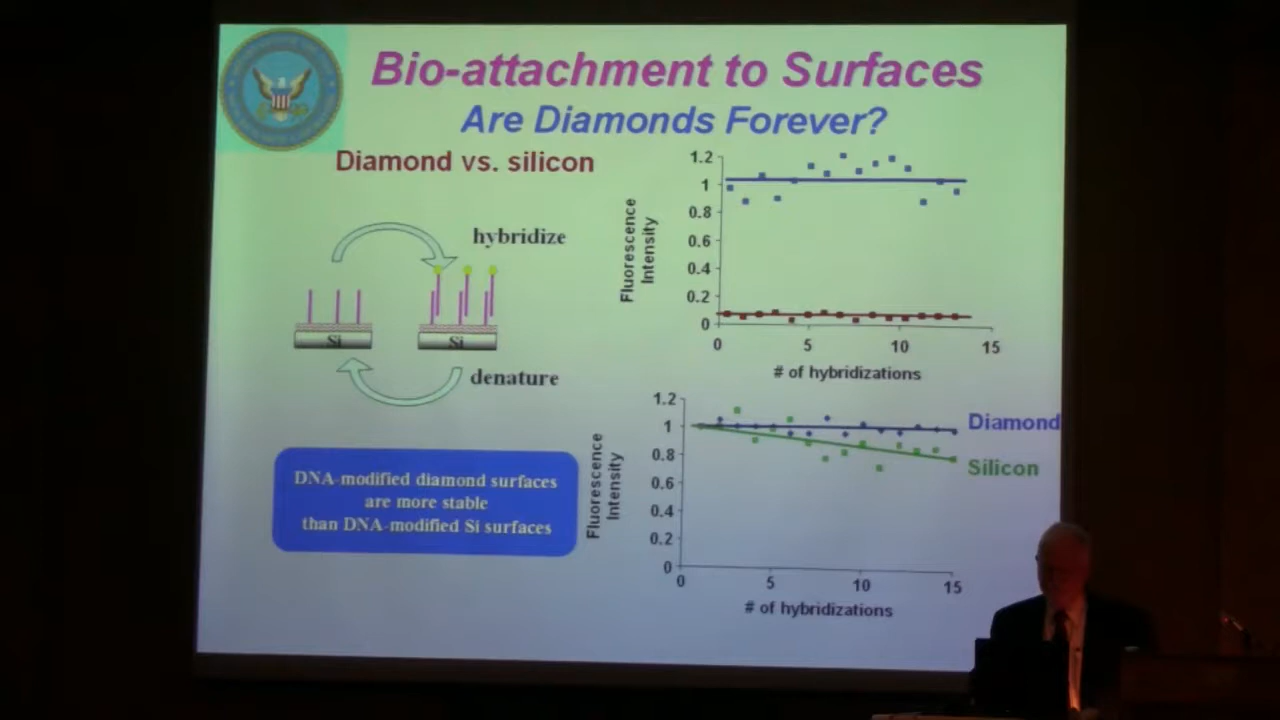 Bio-attachment to Surfaces
Are Diamonds Forever?
Diamond vs. silicon
hybridize
Si
Si
denature
DNA-modified diamond surfaces
are more stable
than DNA-modified Si surfaces
Fluorescence
Intensity
1.2
1
0.8
0.6
0.4
0.2
0
0
5
10
15
# of hybridizations
Fluorescence
Intensity
1.2
1
0.8
0.6
0.4
0.2
0
0
5
10
15
# of hybridizations
Diamond
Silicon